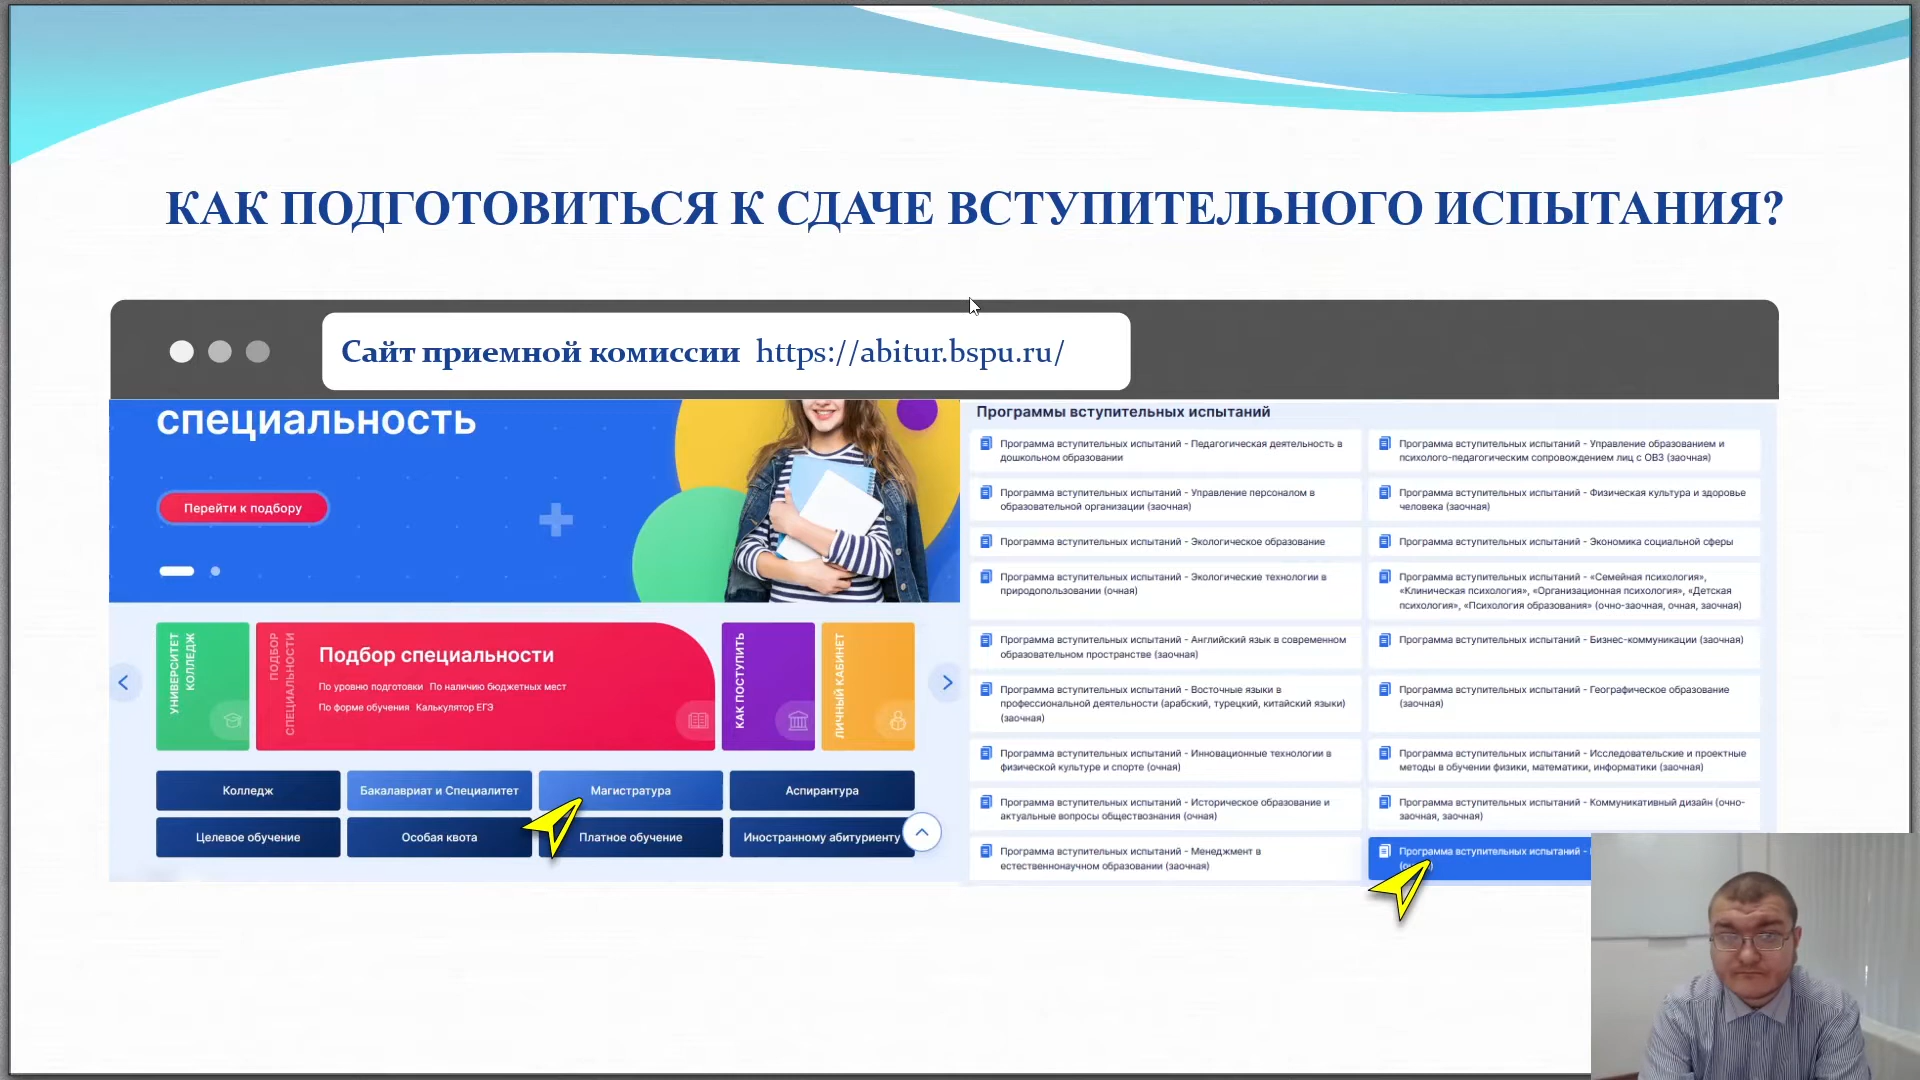 КАК ПОДГОТОВИТЬСЯ К СДАЧЕ ВСТУПИТЕЛЬНОГО ИСПЫТАНИЯ?
Сайт приемной комиссии https://abitur.bspu.ru/
специальность
Перейти к подбору
УНИВЕРСИТЕТ
КОЛЛЕДЖ
ПОДБОР
СПЕЦИАЛЬНОСТИ
Подбор специальности
По уровню подготовки По наличию бюджетных мест
По форме обучения Калькулятор ЕГЭ
КАК ПОСТУПИТЬ
ЛИЧНЫЙ КАБИНЕТ
Колледж
Бакалавриат и Специалитет
Магистратура
Аспирантура
Целевое обучение
Особая квота
Платное обучение
Иностранному абитуриенту
Программы вступительных испытаний
Программа вступительных испытаний - Педагогическая деятельность в
дошкольном образовании
Программа вступительных испытаний - Управление образованием и
психолого-педагогическим сопровождением лиц с ОВЗ (заочная)
Программа вступительных испытаний - Управление персоналом в
образовательной организации (заочная)
Программа вступительных испытаний - Физическая культура и здоровье
человека (заочная)
Программа вступительных испытаний - Экологическое образование
Программа вступительных испытаний - Экономика социальной сферы
Программа вступительных испытаний - Экологические технологии в
природопользовании (очная)
Программа вступительных испытаний - «Семейная психология»,
«Клиническая психология», «Организационная психология», «Детская
психология», «Психология образования» (очно-заочная, очная, заочная)
Программа вступительных испытаний - Английский язык в современном
образовательном пространстве (заочная)
Программа вступительных испытаний - Бизнес-коммуникации (заочная)
Программа вступительных испытаний - Восточные языки в
профессиональной деятельности (арабский, турецкий, китайский языки)
(заочная)
Программа вступительных испытаний - Географическое образование
(заочная)
Программа вступительных испытаний - Инновационные технологии в
физической культуре и спорте (очная)
Программа вступительных испытаний - Исследовательские и проектные
методы в обучении физики, математики, информатики (заочная)
Программа вступительных испытаний - Историческое образование и
актуальные вопросы обществознания (очная)
Программа вступительных испытаний - Коммуникативный дизайн (очно-
заочная, заочная)
Программа вступительных испытаний - Менеджмент в
естественнонаучном образовании (заочная)
Программа вступительных испытаний -